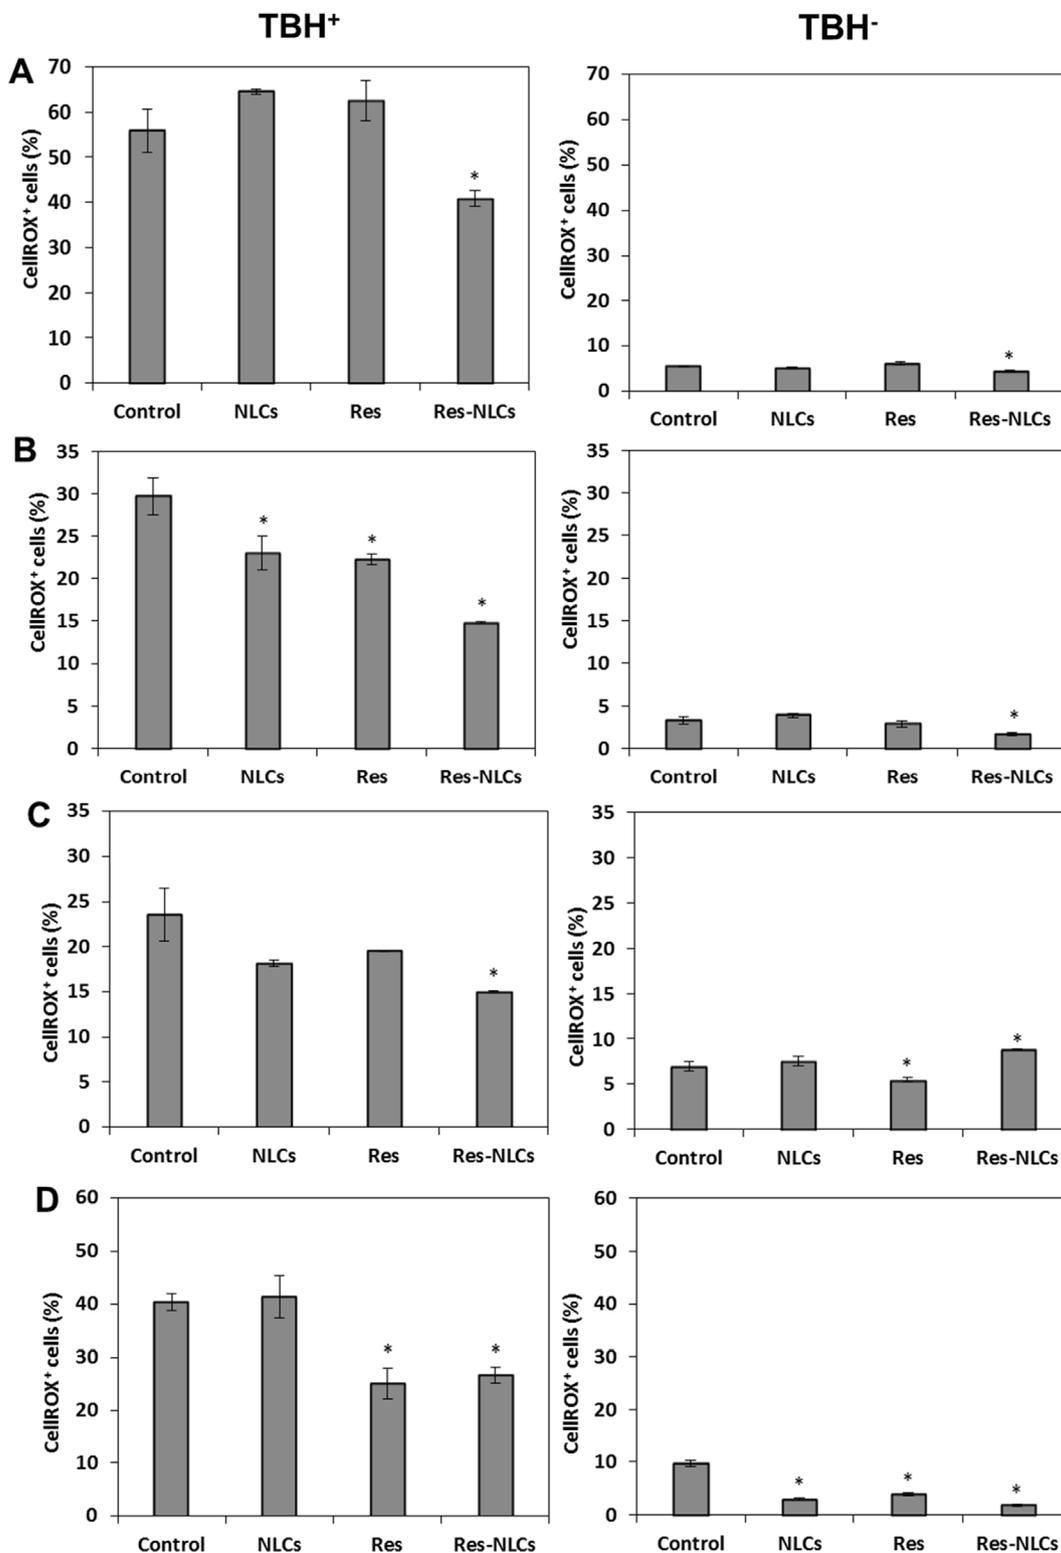 TBH⁺ TBH⁻
A
CellROX⁺ cells (%)
70
60
50
40
30
20
10
0
*
Control NLCs Res Res-NLCs
CellROX⁺ cells (%)
70
60
50
40
30
20
10
0
*
Control NLCs Res Res-NLCs
B
CellROX⁺ cells (%)
35
30
25
20
15
10
5
0
* * *
Control NLCs Res Res-NLCs
CellROX⁺ cells (%)
35
30
25
20
15
10
5
0
*
Control NLCs Res Res-NLCs
C
CellROX⁺ cells (%)
35
30
25
20
15
10
5
0
*
Control NLCs Res Res-NLCs
CellROX⁺ cells (%)
35
30
25
20
15
10
5
0
* *
Control NLCs Res Res-NLCs
D
CellROX⁺ cells (%)
60
50
40
30
20
10
0
* *
Control NLCs Res Res-NLCs
CellROX⁺ cells (%)
60
50
40
30
20
10
0
* * *
Control NLCs Res Res-NLCs